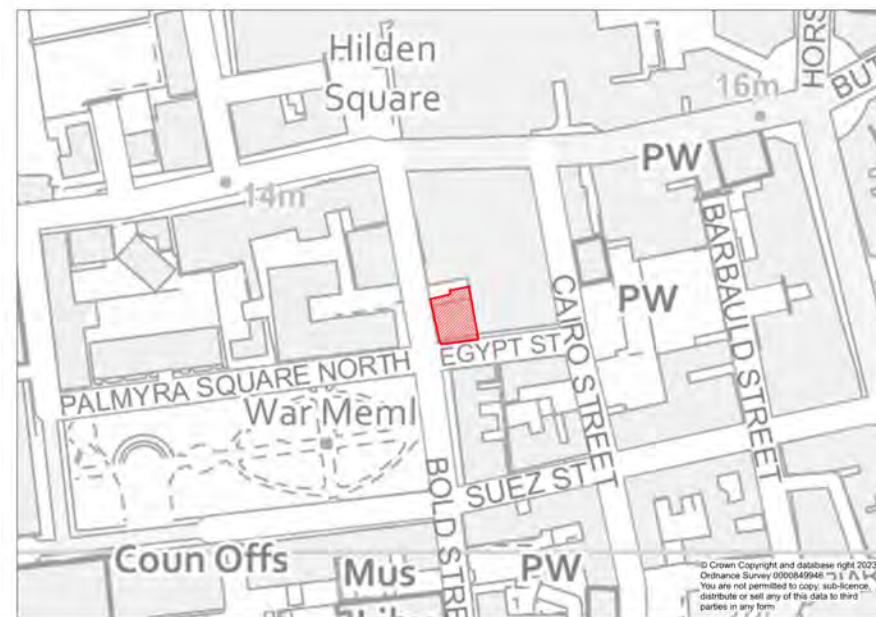 Hilden
Square
HORS
BUT
16m
PW
14m
BARBAULD STREET
CAIRO STREET
PW
EGYPT ST
PALMYRA SQUARE NORTH
War Meml
BOLD STRE
SUEZ ST
Coun Offs
Mus
PW
© Crown Copyright and database right 2023
Ordnance Survey 0000849946
You are not permitted to copy, sub-licence,
distribute or sell any of this data to third
parties in any form